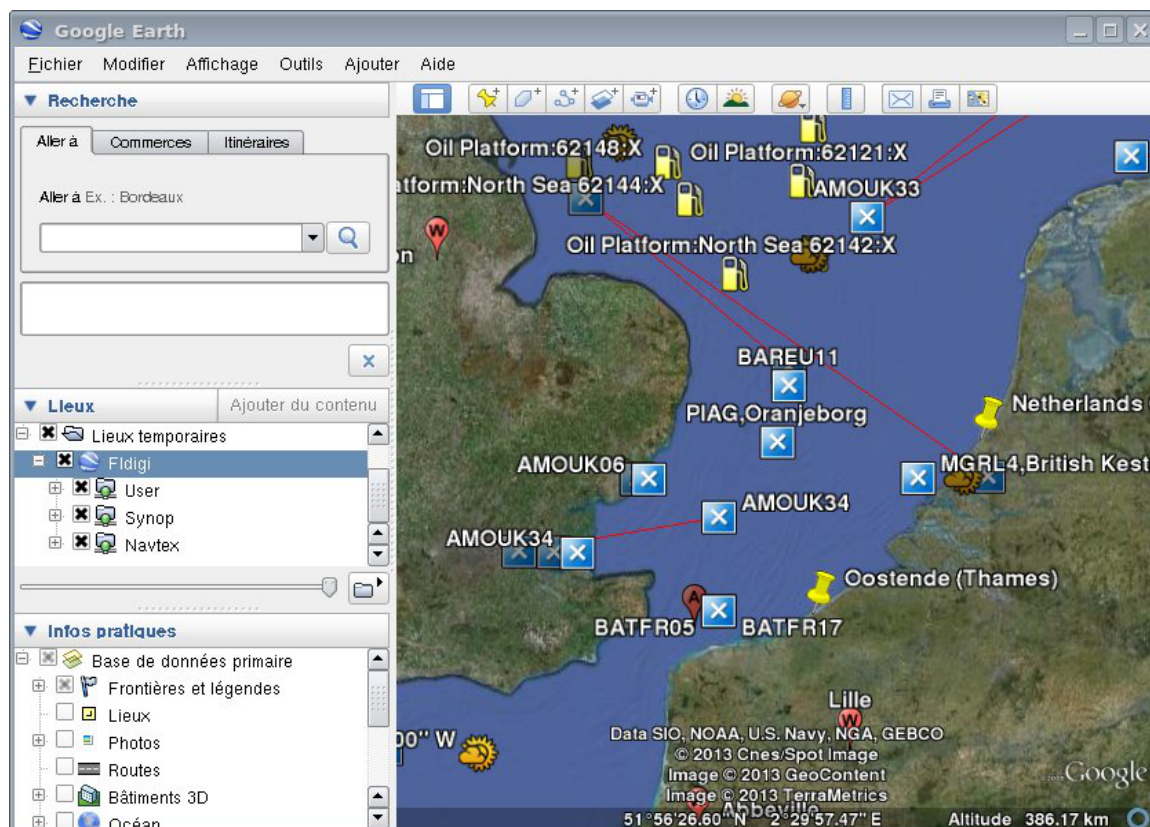 Google Earth
Fichier Modifier Affichage Outils Ajouter Aide
Recherche
Aller à Commerces Itinéraires
Aller à Ex. : Bordeaux
Lieux Ajouter du contenu
Lieux temporaires
Fldigi
User
Synop
Navtex
Infos pratiques
Base de données primaire
Frontières et légendes
Lieux
Photos
Routes
Bâtiments 3D
Océan
Oil Platform:62148:X
Oil Platform:62121:X
atform:North Sea 62144:X
AMOUK33
W
on
Oil Platform:North Sea 62142:X
BAREU11
PIAG,Oranjeborg
Netherlands
AMOUK06
MGRL4,British Kest
AMOUK34
AMOUK34
Oostende (Thames)
A
BATFR05
BATFR17
Lille
W
00" W
Data SIO, NOAA, U.S. Navy, NGA, GEBCO
© 2013 Cnes/Spot Image
Image © 2013 GeoContent
Image © 2013 TerraMetrics
Google
Abbeville
51°56'26.60" N 2°29'57.47" E Altitude 386.17 km